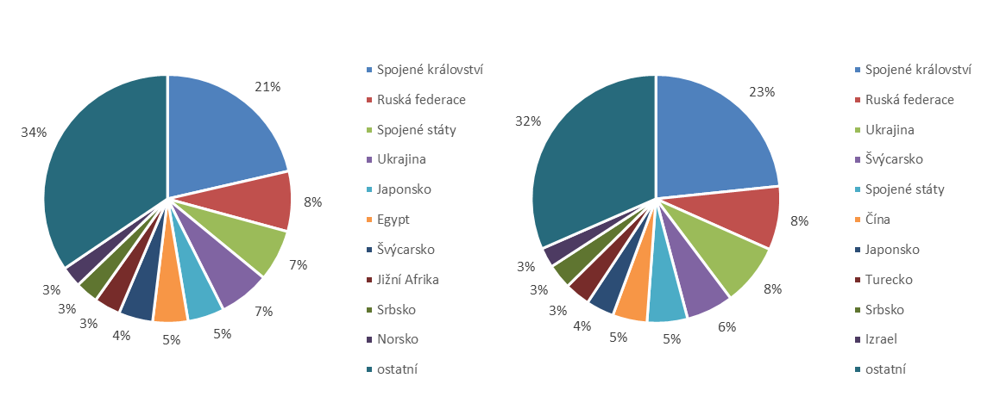 21%
8%
7%
7%
5%
5%
4%
3%
3%
3%
34%
Spojené království
Ruská federace
Spojené státy
Ukrajina
Japonsko
Egypt
Švýcarsko
Jižní Afrika
Srbsko
Norsko
ostatní
23%
8%
8%
6%
5%
5%
4%
3%
3%
3%
32%
Spojené království
Ruská federace
Ukrajina
Švýcarsko
Spojené státy
Čína
Japonsko
Turecko
Srbsko
Izrael
ostatní